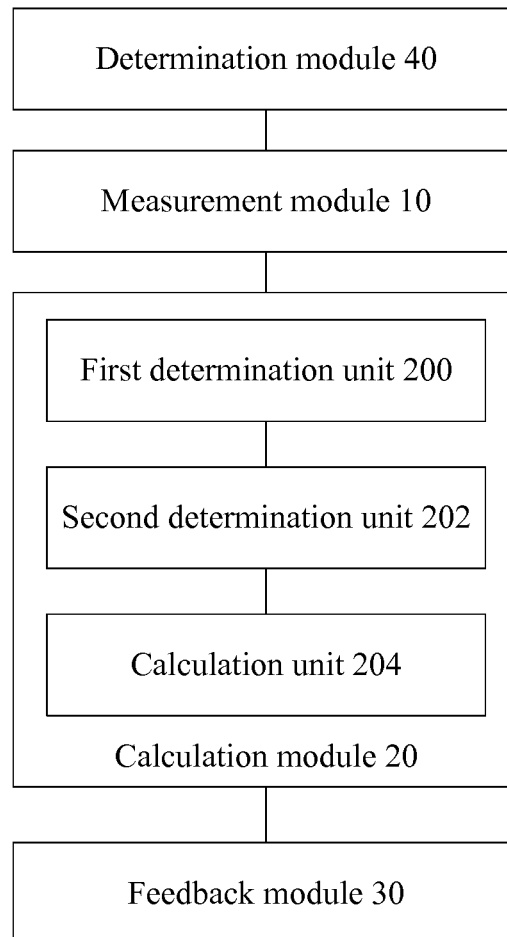 Determination module 40
Measurement module 10
First determination unit 200
Second determination unit 202
Calculation unit 204
Calculation module 20
Feedback module 30